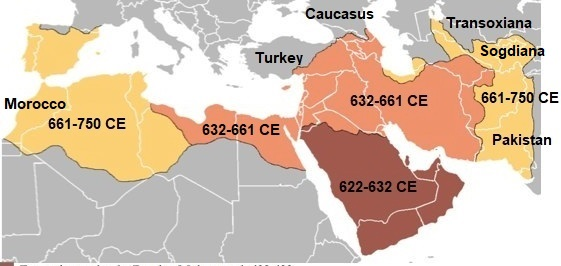 Caucasus
Transoxiana
Turkey
Sogdiana
Morocco
661-750 CE
632-661 CE
632-661 CE
661-750 CE
Pakistan
622-632 CE